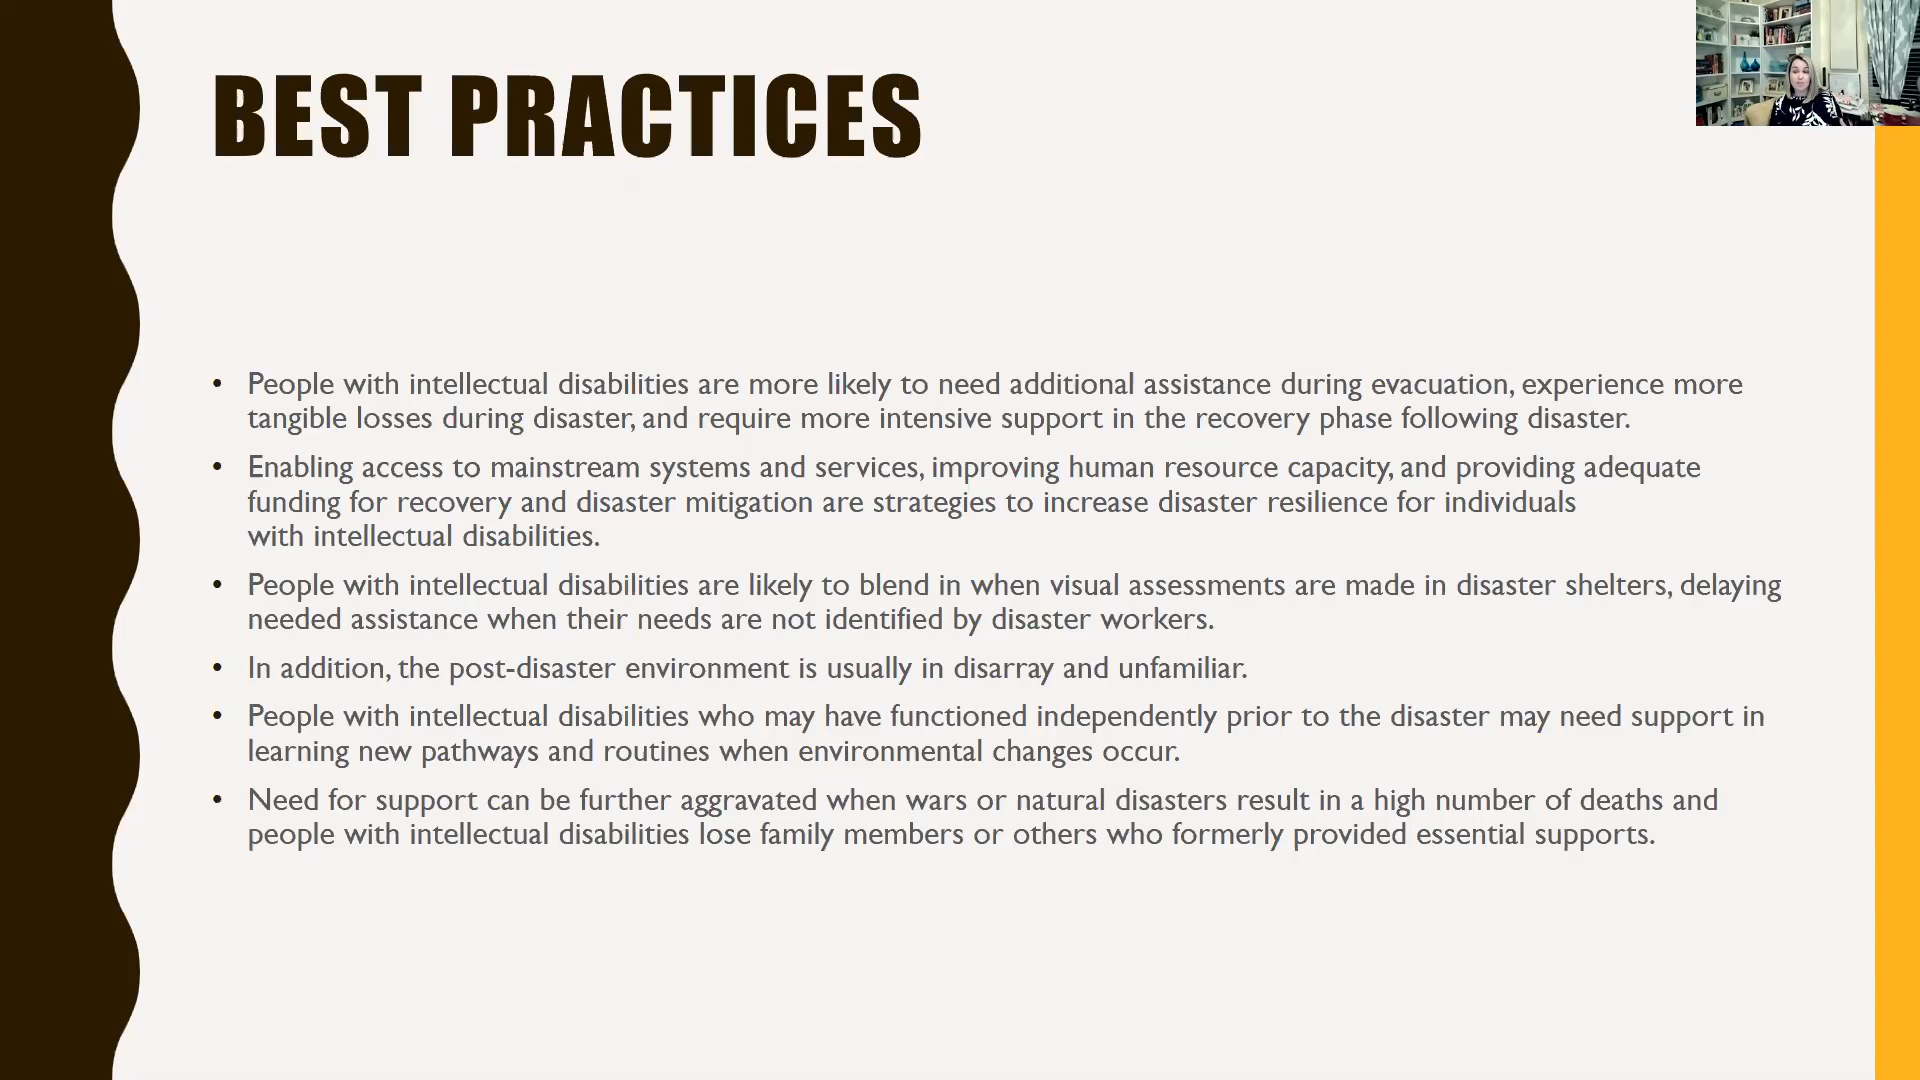 BEST PRACTICES
• People with intellectual disabilities are more likely to need additional assistance during evacuation, experience more
tangible losses during disaster, and require more intensive support in the recovery phase following disaster.
• Enabling access to mainstream systems and services, improving human resource capacity, and providing adequate
funding for recovery and disaster mitigation are strategies to increase disaster resilience for individuals
with intellectual disabilities.
• People with intellectual disabilities are likely to blend in when visual assessments are made in disaster shelters, delaying
needed assistance when their needs are not identified by disaster workers.
• In addition, the post-disaster environment is usually in disarray and unfamiliar.
• People with intellectual disabilities who may have functioned independently prior to the disaster may need support in
learning new pathways and routines when environmental changes occur.
• Need for support can be further aggravated when wars or natural disasters result in a high number of deaths and
people with intellectual disabilities lose family members or others who formerly provided essential supports.